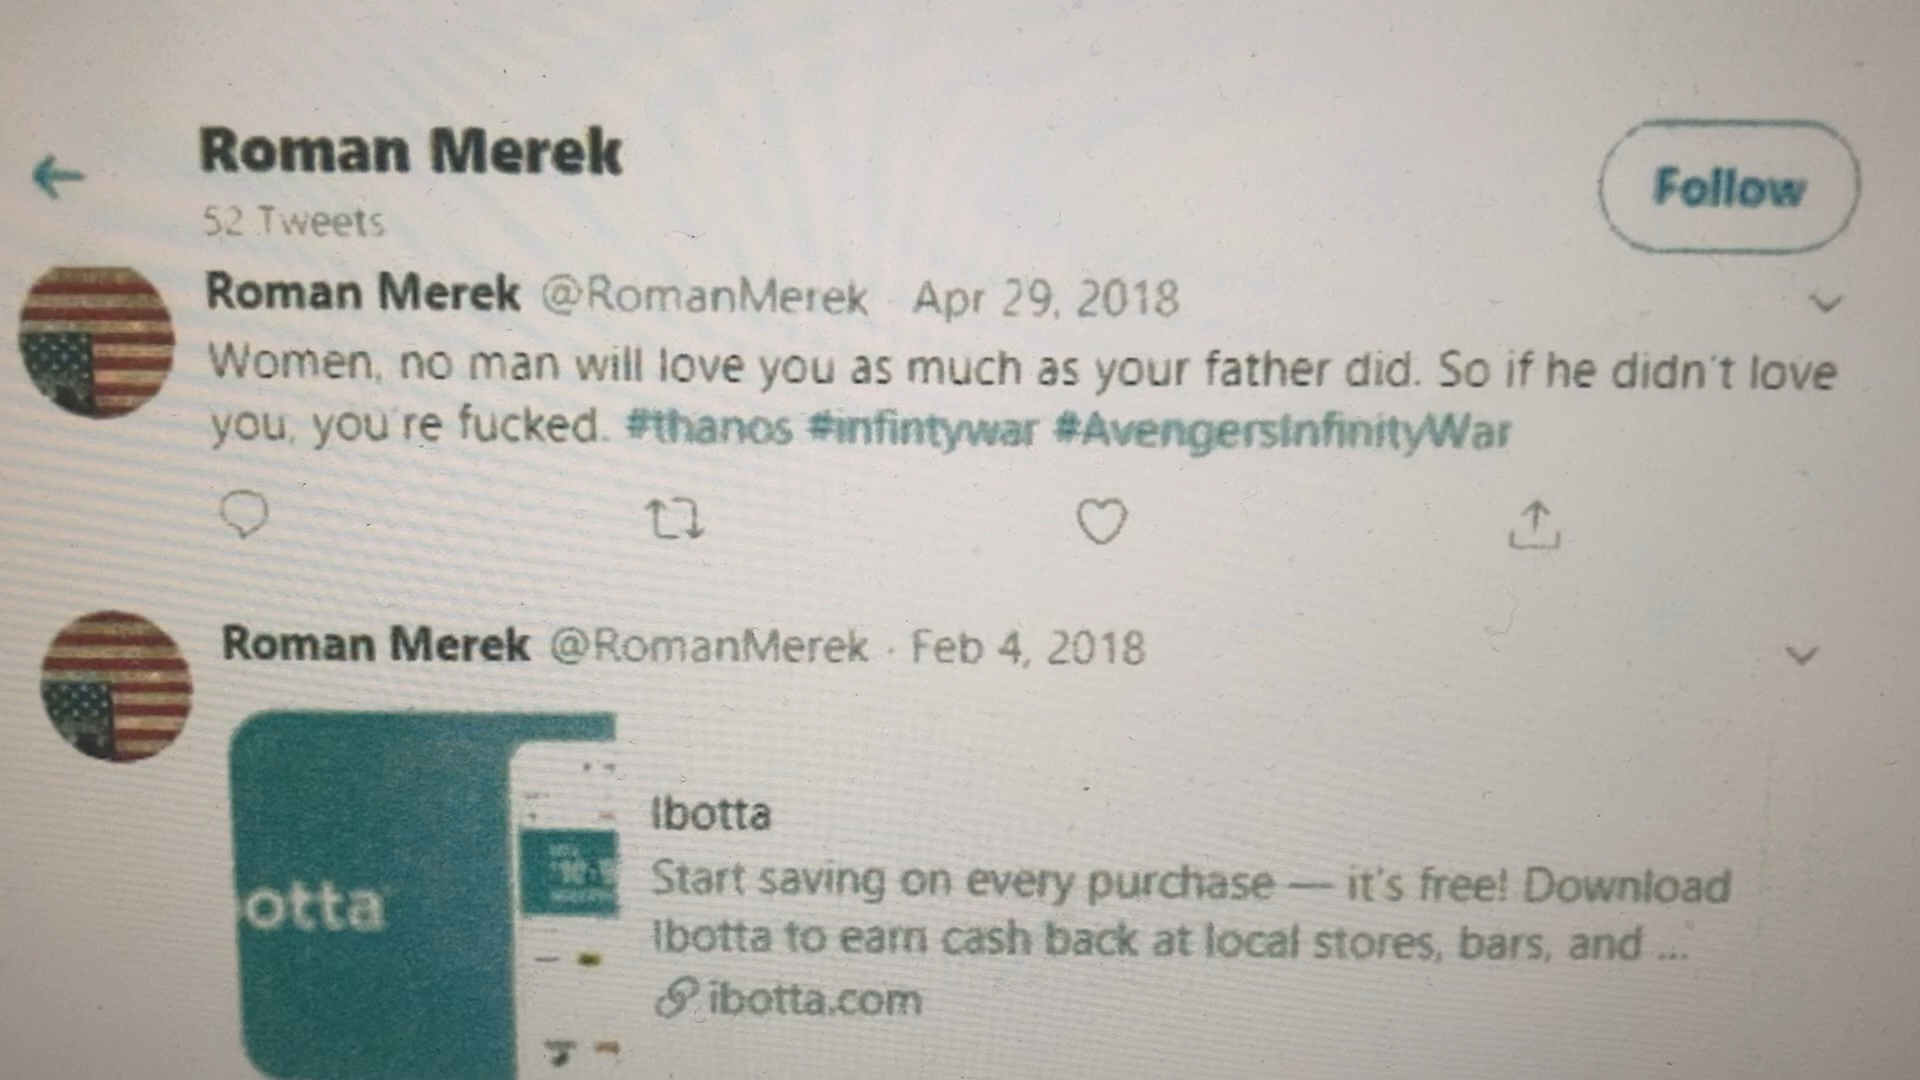 Roman Merek
Follow
52 Tweets
Roman Merek @RomanMerek · Apr 29, 2018
Women, no man will love you as much as your father did. So if he didn't love
you, you're fucked. #thanos #infintywar #AvengersInfinityWar
Roman Merek @RomanMerek · Feb 4, 2018
otta
Ibotta
Start saving on every purchase — it's free! Download
Ibotta to earn cash back at local stores, bars, and ...
ibotta.com